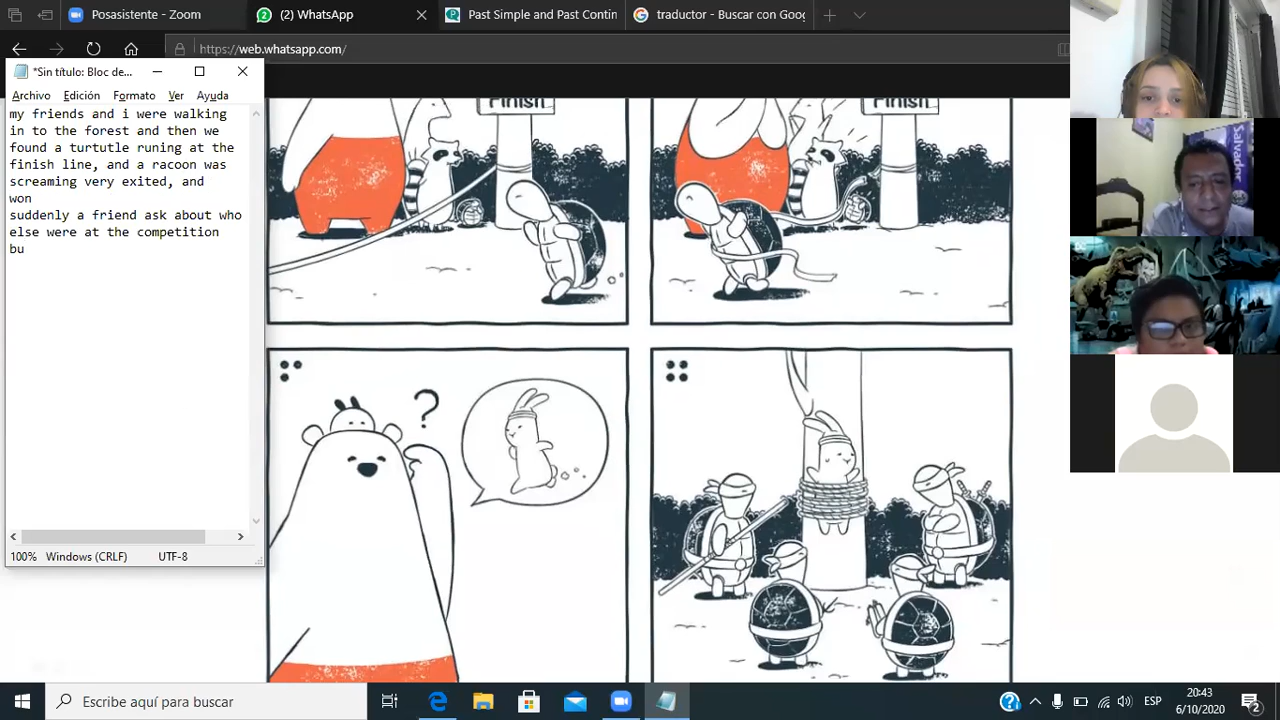 Posasistente - Zoom
(2) WhatsApp
Past Simple and Past Contin
traductor - Buscar con Goog
https://web.whatsapp.com/
*Sin título: Bloc de...
Archivo Edición Formato Ver Ayuda
my friends and i were walking
in to the forest and then we
found a turtutle runing at the
finish line, and a racoon was
screaming very exited, and
won
suddenly a friend ask about who
else were at the competition
bu
100% Windows (CRLF) UTF-8
Finish
Finish
?
Salvador
Escribe aquí para buscar
ESP
20:43
6/10/2020
2